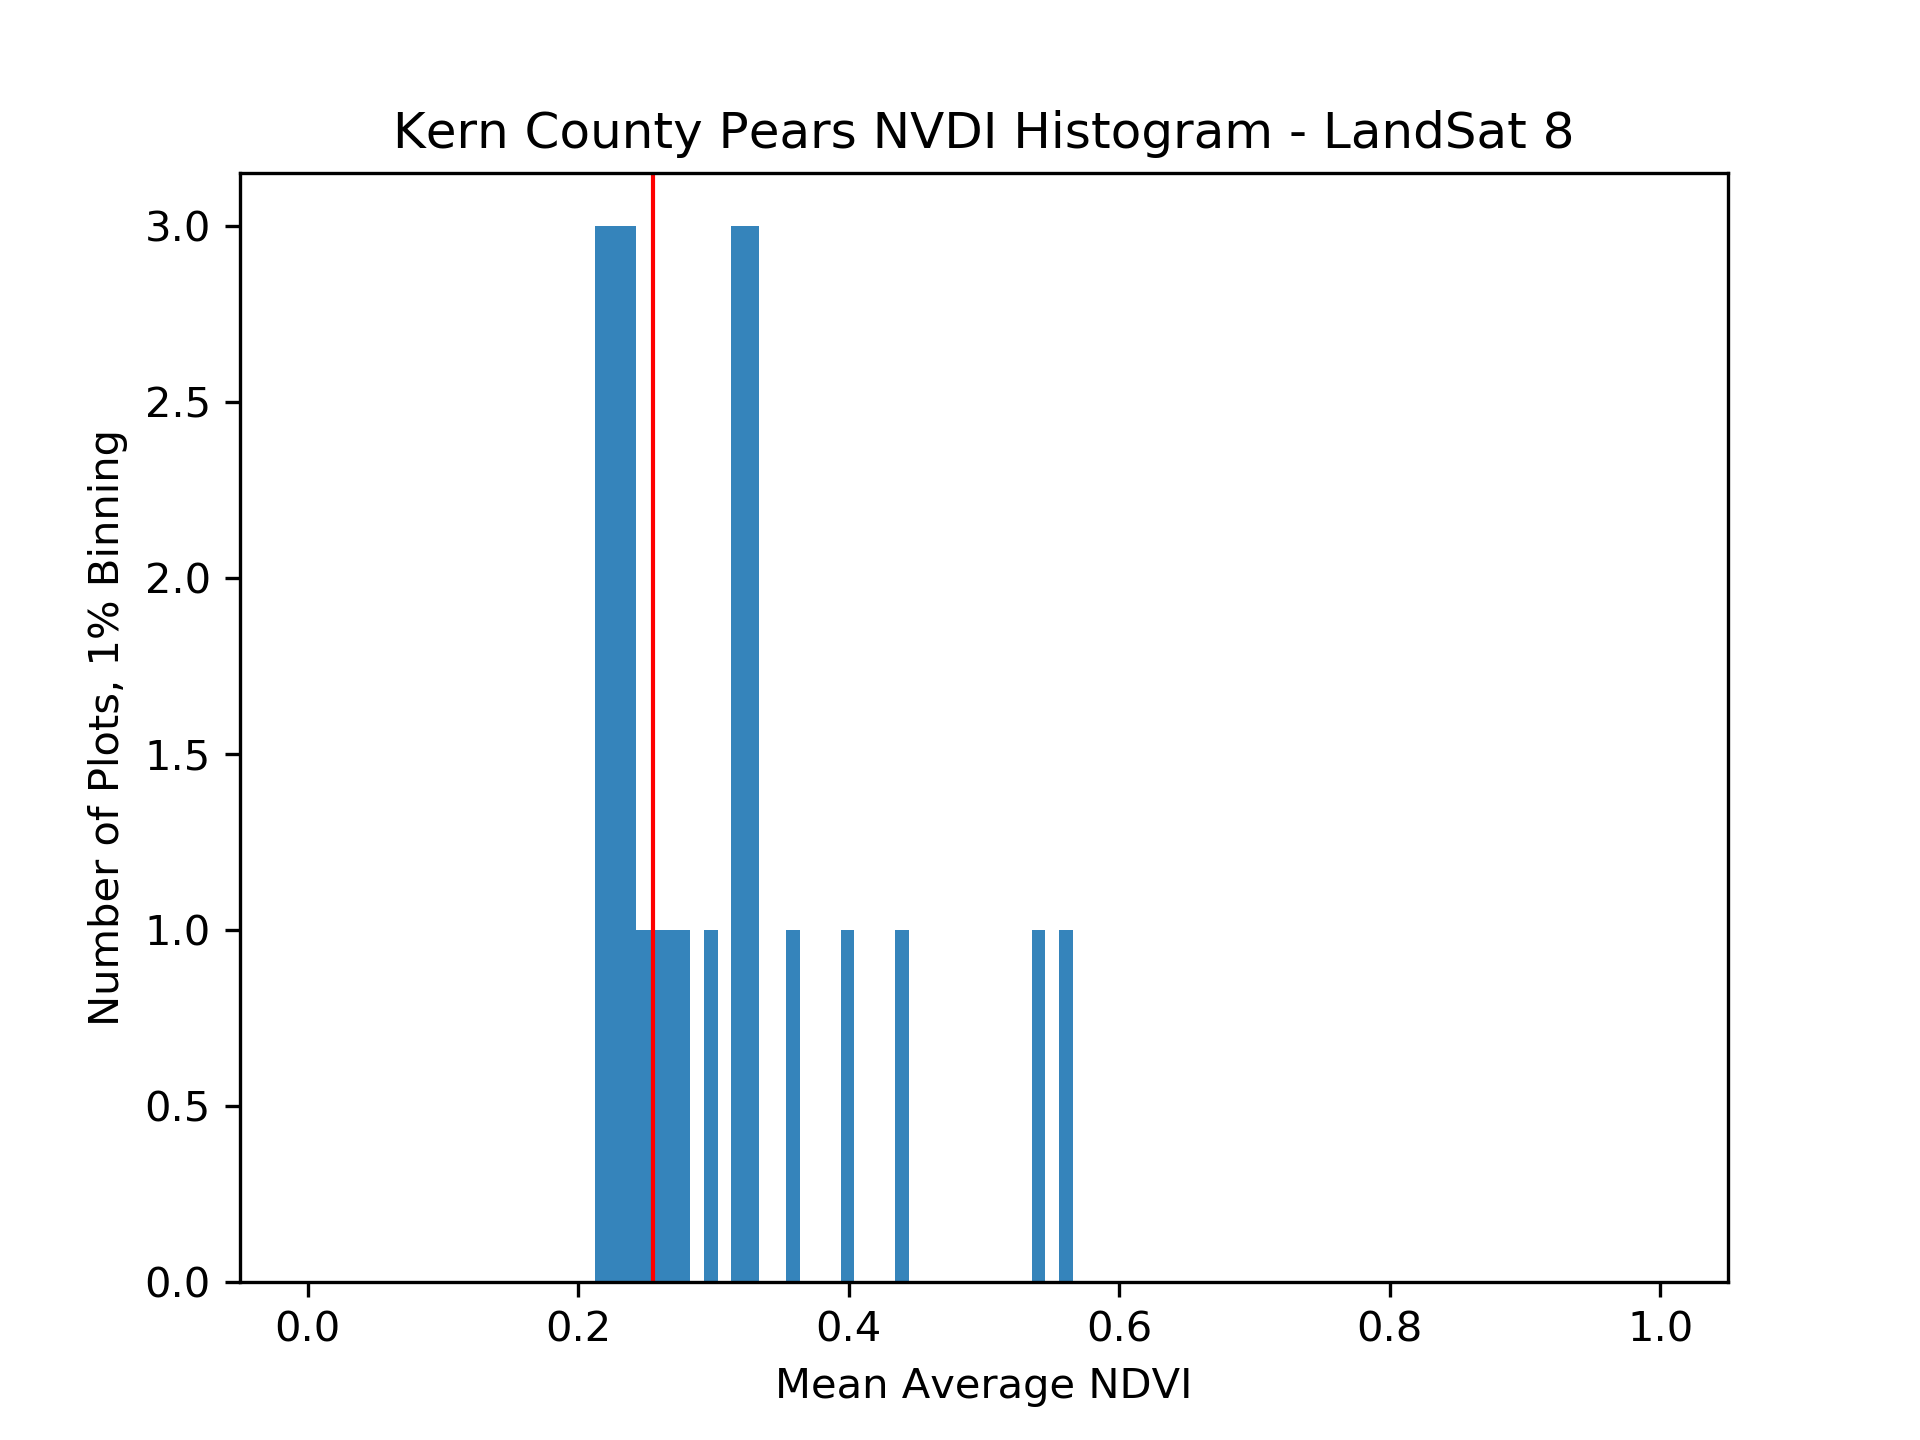 Kern County Pears NVDI Histogram - LandSat 8
Number of Plots, 1% Binning
3.0
2.5
2.0
1.5
1.0
0.5
0.0
0.0 0.2 0.4 0.6 0.8 1.0
Mean Average NDVI